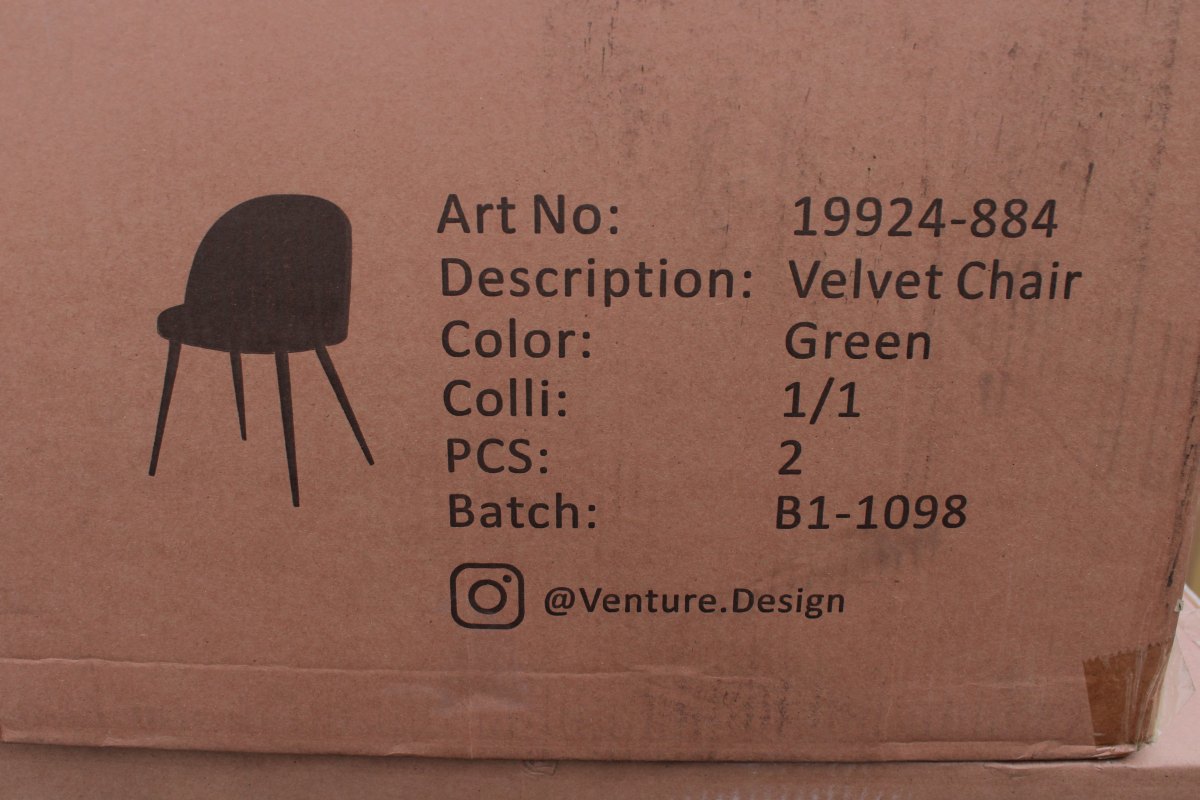 Art No: 19924-884
Description: Velvet Chair
Color: Green
Colli: 1/1
PCS: 2
Batch: B1-1098
@Venture.Design